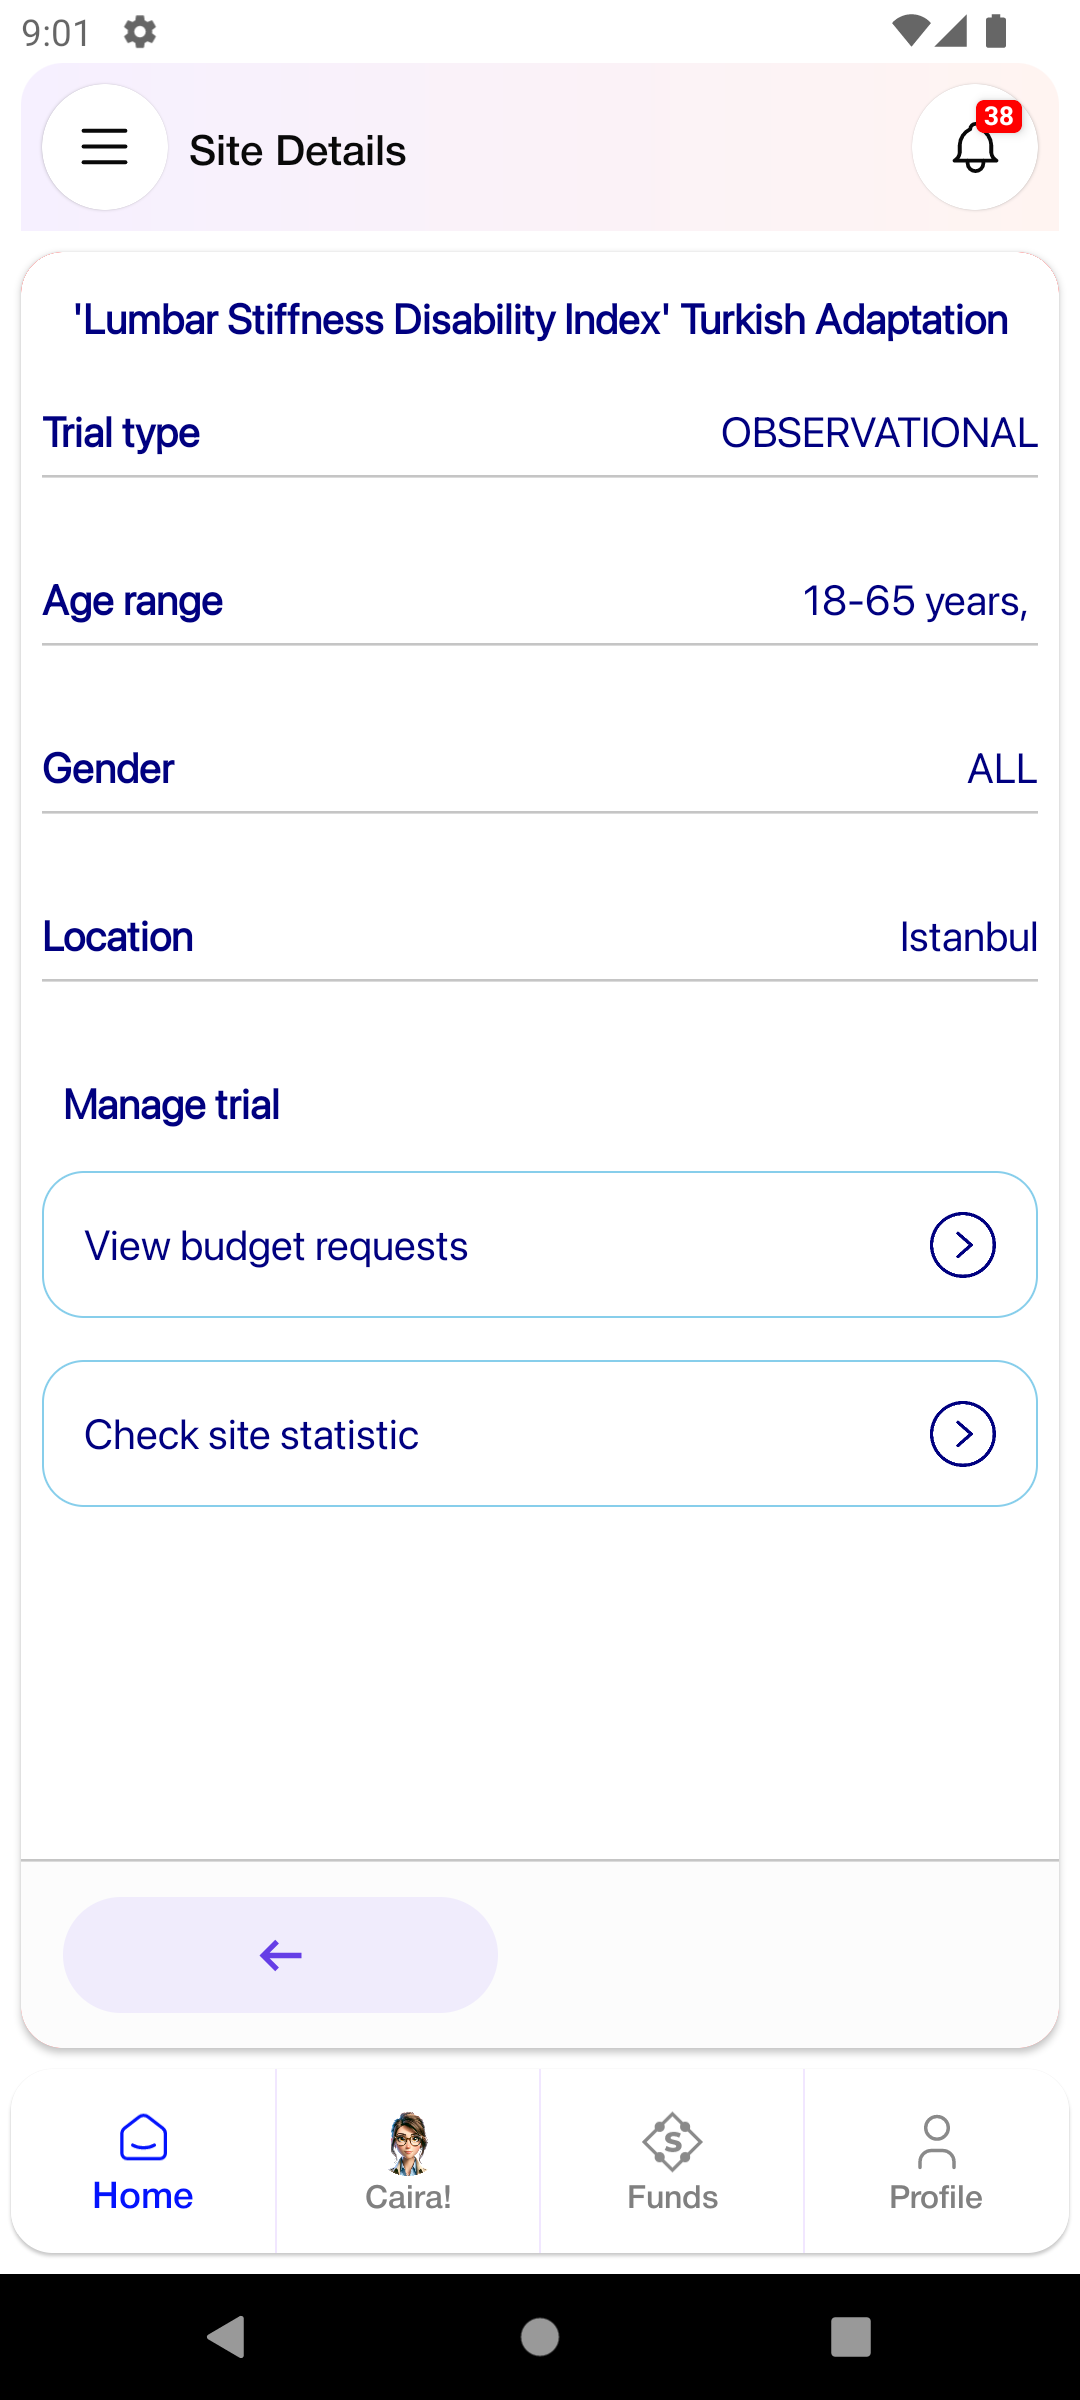 9:01
38
Site Details
'Lumbar Stiffness Disability Index' Turkish Adaptation
Trial type OBSERVATIONAL
Age range 18-65 years,
Gender ALL
Location Istanbul
Manage trial
View budget requests
Check site statistic
Home Caira! Funds Profile